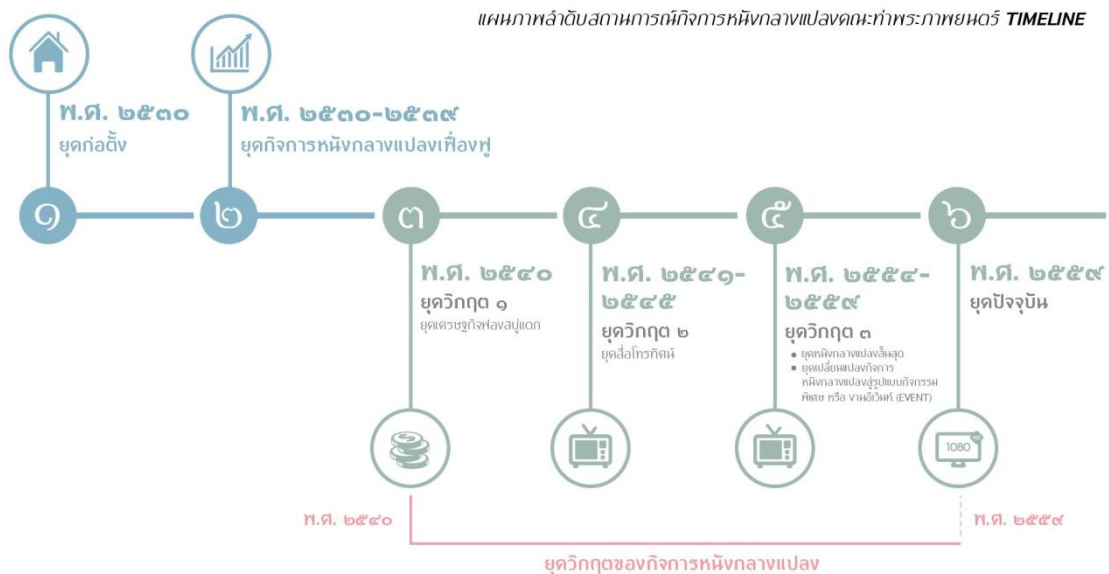 แผนภาพลำดับสถานการณ์กิจการหนังกลางแปลงคณะท่าพระภาพยนตร์ TIMELINE
พ.ศ. ๒๕๓๐
ยุคก่อตั้ง
พ.ศ. ๒๕๓๐-๒๕๓๙
ยุคกิจการหนังกลางแปลงเฟื่องฟู
๑
๒
๓
๔
๕
๖
พ.ศ. ๒๕๔๐
ยุควิกฤต ๑
ยุคเศรษฐกิจฟองสบู่แตก
พ.ศ. ๒๕๔๑-
๒๕๔๕
ยุควิกฤต ๒
ยุคสื่อโทรทัศน์
พ.ศ. ๒๕๕๔-
๒๕๕๙
ยุควิกฤต ๓
• ยุคหนังกลางแปลงสิ้นสุด
• ยุคเปลี่ยนแปลงกิจการ
หนังกลางแปลงสู่รูปแบบกิจกรรม
พิเศษ หรือ งานอีเว้นท์ (EVENT)
พ.ศ. ๒๕๕๙
ยุคปัจจุบัน
1080
พ.ศ. ๒๕๔๐
พ.ศ. ๒๕๕๙
ยุควิกฤตของกิจการหนังกลางแปลง